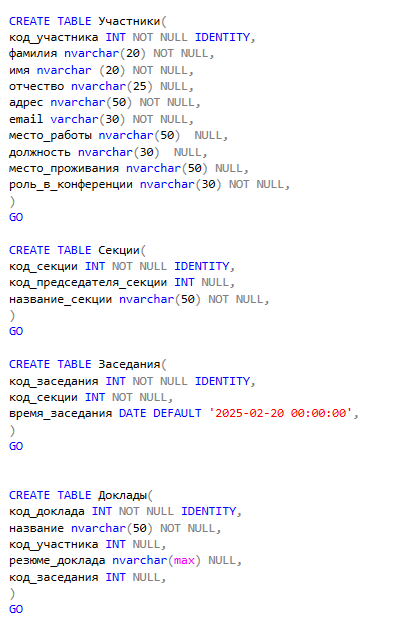 CREATE TABLE Участники(
код_участника INT NOT NULL IDENTITY,
фамилия nvarchar(20) NOT NULL,
имя nvarchar (20) NOT NULL,
отчество nvarchar(25) NULL,
адрес nvarchar(50) NOT NULL,
email varchar(30) NOT NULL,
место_работы nvarchar(50)  NULL,
должность nvarchar(30)  NULL,
место_проживания nvarchar(50) NULL,
роль_в_конференции nvarchar(30) NOT NULL,
)
GO
CREATE TABLE Секции(
код_секции INT NOT NULL IDENTITY,
код_председателя_секции INT NULL,
название_секции nvarchar(50) NOT NULL,
)
GO
CREATE TABLE Заседания(
код_заседания INT NOT NULL IDENTITY,
код_секции INT NOT NULL,
время_заседания DATE DEFAULT '2025-02-20 00:00:00',
)
GO
CREATE TABLE Доклады(
код_доклада INT NOT NULL IDENTITY,
название nvarchar(50) NOT NULL,
код_участника INT NULL,
резюме_доклада nvarchar(max) NULL,
код_заседания INT NULL,
)
GO